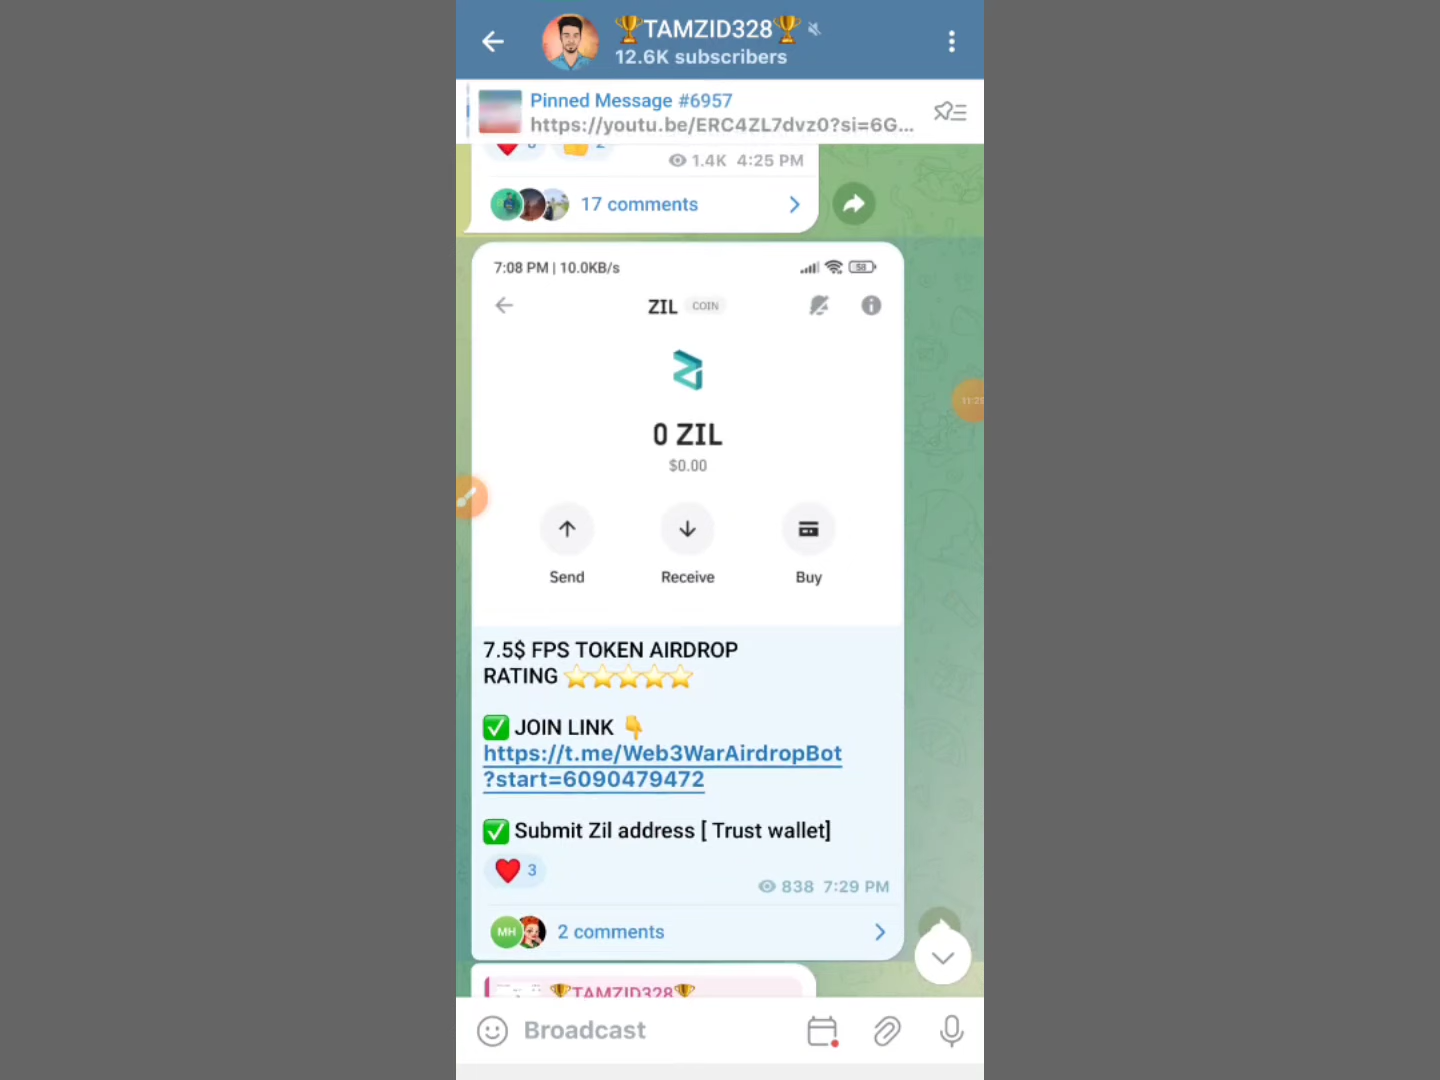 🏆TAMZID328🏆
12.6K subscribers
Pinned Message #6957
https://youtu.be/ERC4ZL7dvz0?si=6G...
1.4K 4:25 PM
17 comments
7:08 PM | 10.0KB/s
58
ZIL COIN
0 ZIL
$0.00
Send Receive Buy
7.5$ FPS TOKEN AIRDROP
RATING ⭐⭐⭐⭐⭐
✅ JOIN LINK 👇
https://t.me/Web3WarAirdropBot
?start=6090479472
✅ Submit Zil address [ Trust wallet]
❤️ 3
838 7:29 PM
MH 2 comments
🏆TAMZID328🏆
Broadcast